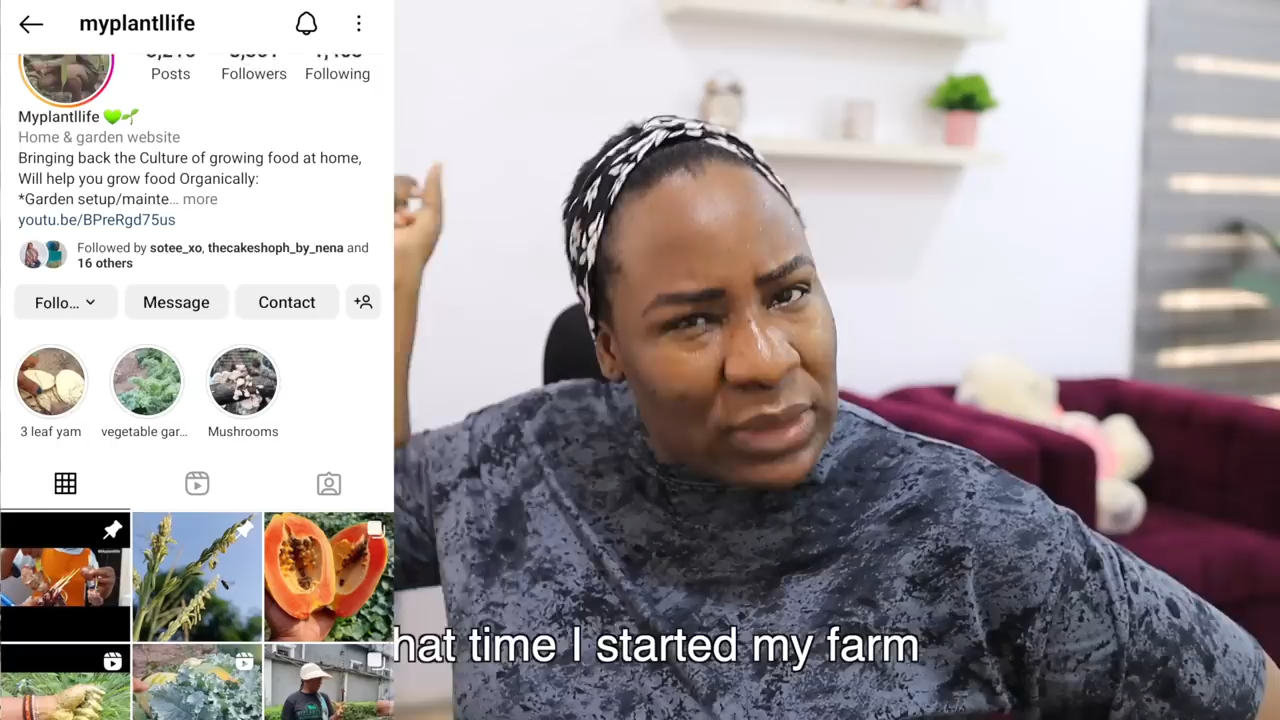 myplantllife
Posts
Followers
Following
Myplantllife
Home & garden website
Bringing back the Culture of growing food at home,
Will help you grow food Organically:
*Garden setup/mainte… more
youtu.be/BPreRgd75us
Followed by sotee_xo, thecakeshoph_by_nena and
16 others
Follo...
Message
Contact
3 leaf yam
vegetable gar...
Mushrooms
hat time I started my farm